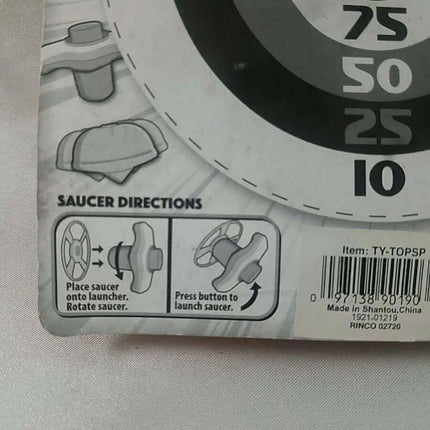 75
50
25
10
SAUCER DIRECTIONS
Place saucer
onto launcher.
Rotate saucer.
Press button to
launch saucer.
Item: TY-TOPSP
0 97138 90190
Made in Shantou,China
1921-01219
RINCO 02720